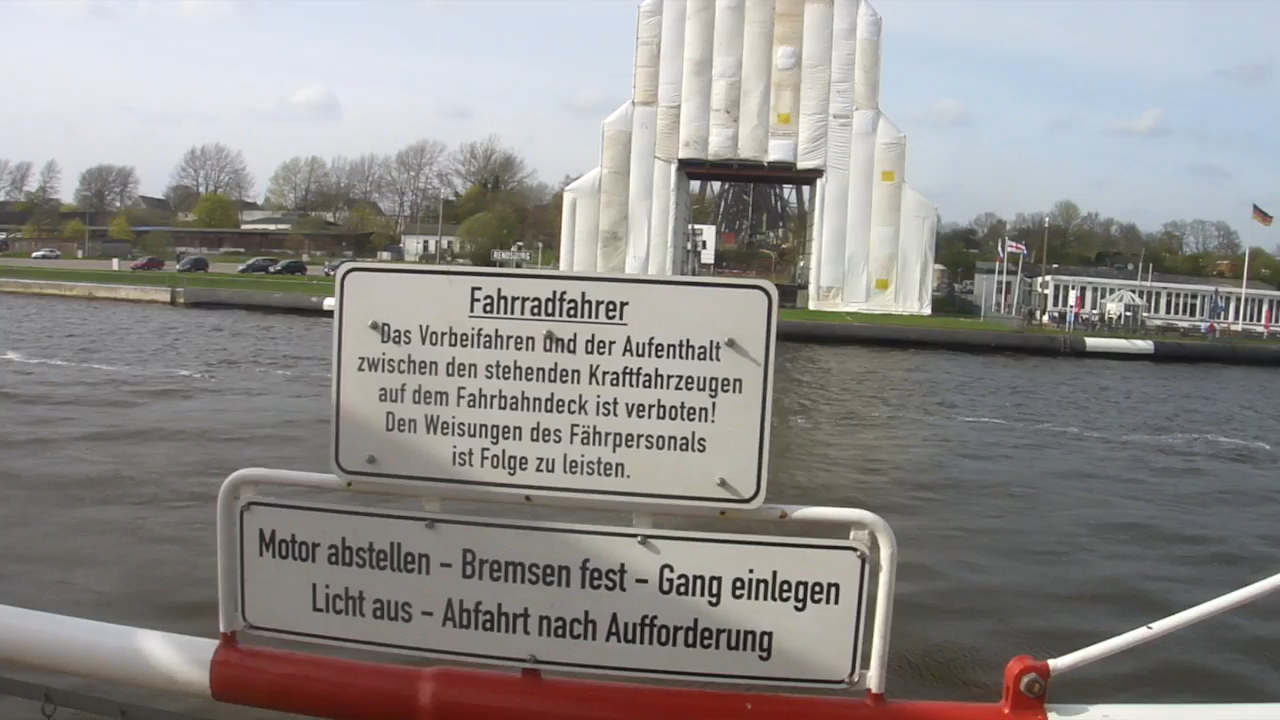 RENDSBURG
Fahrradfahrer
Das Vorbeifahren und der Aufenthalt
zwischen den stehenden Kraftfahrzeugen
auf dem Fahrbahndeck ist verboten!
Den Weisungen des Fährpersonals
ist Folge zu leisten.
Motor abstellen – Bremsen fest – Gang einlegen
Licht aus – Abfahrt nach Aufforderung